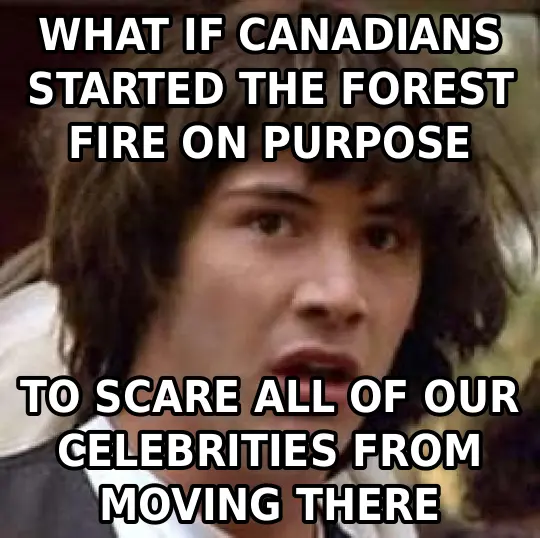 WHAT IF CANADIANS
STARTED THE FOREST
FIRE ON PURPOSE
TO SCARE ALL OF OUR
CELEBRITIES FROM
MOVING THERE